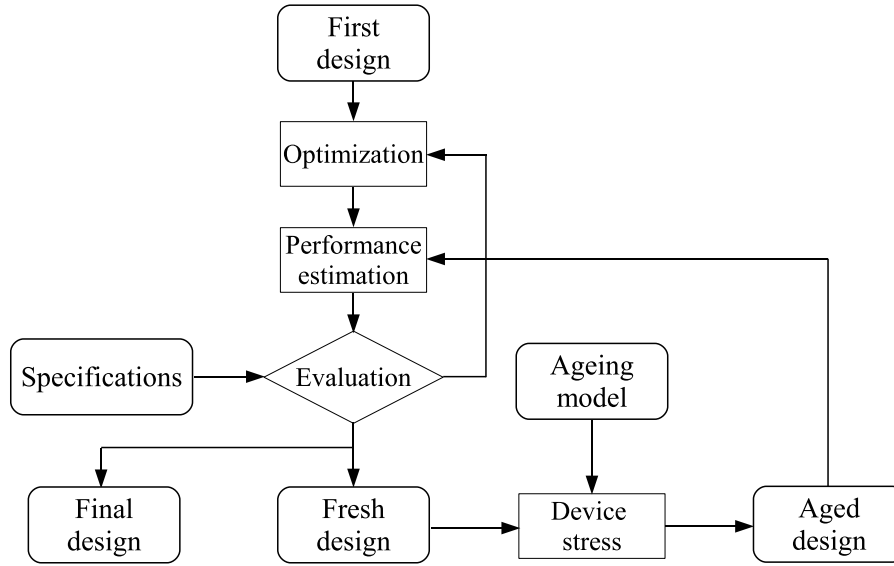 First
design
Optimization
Performance
estimation
Specifications
Evaluation
Ageing
model
Final
design
Fresh
design
Device
stress
Aged
design